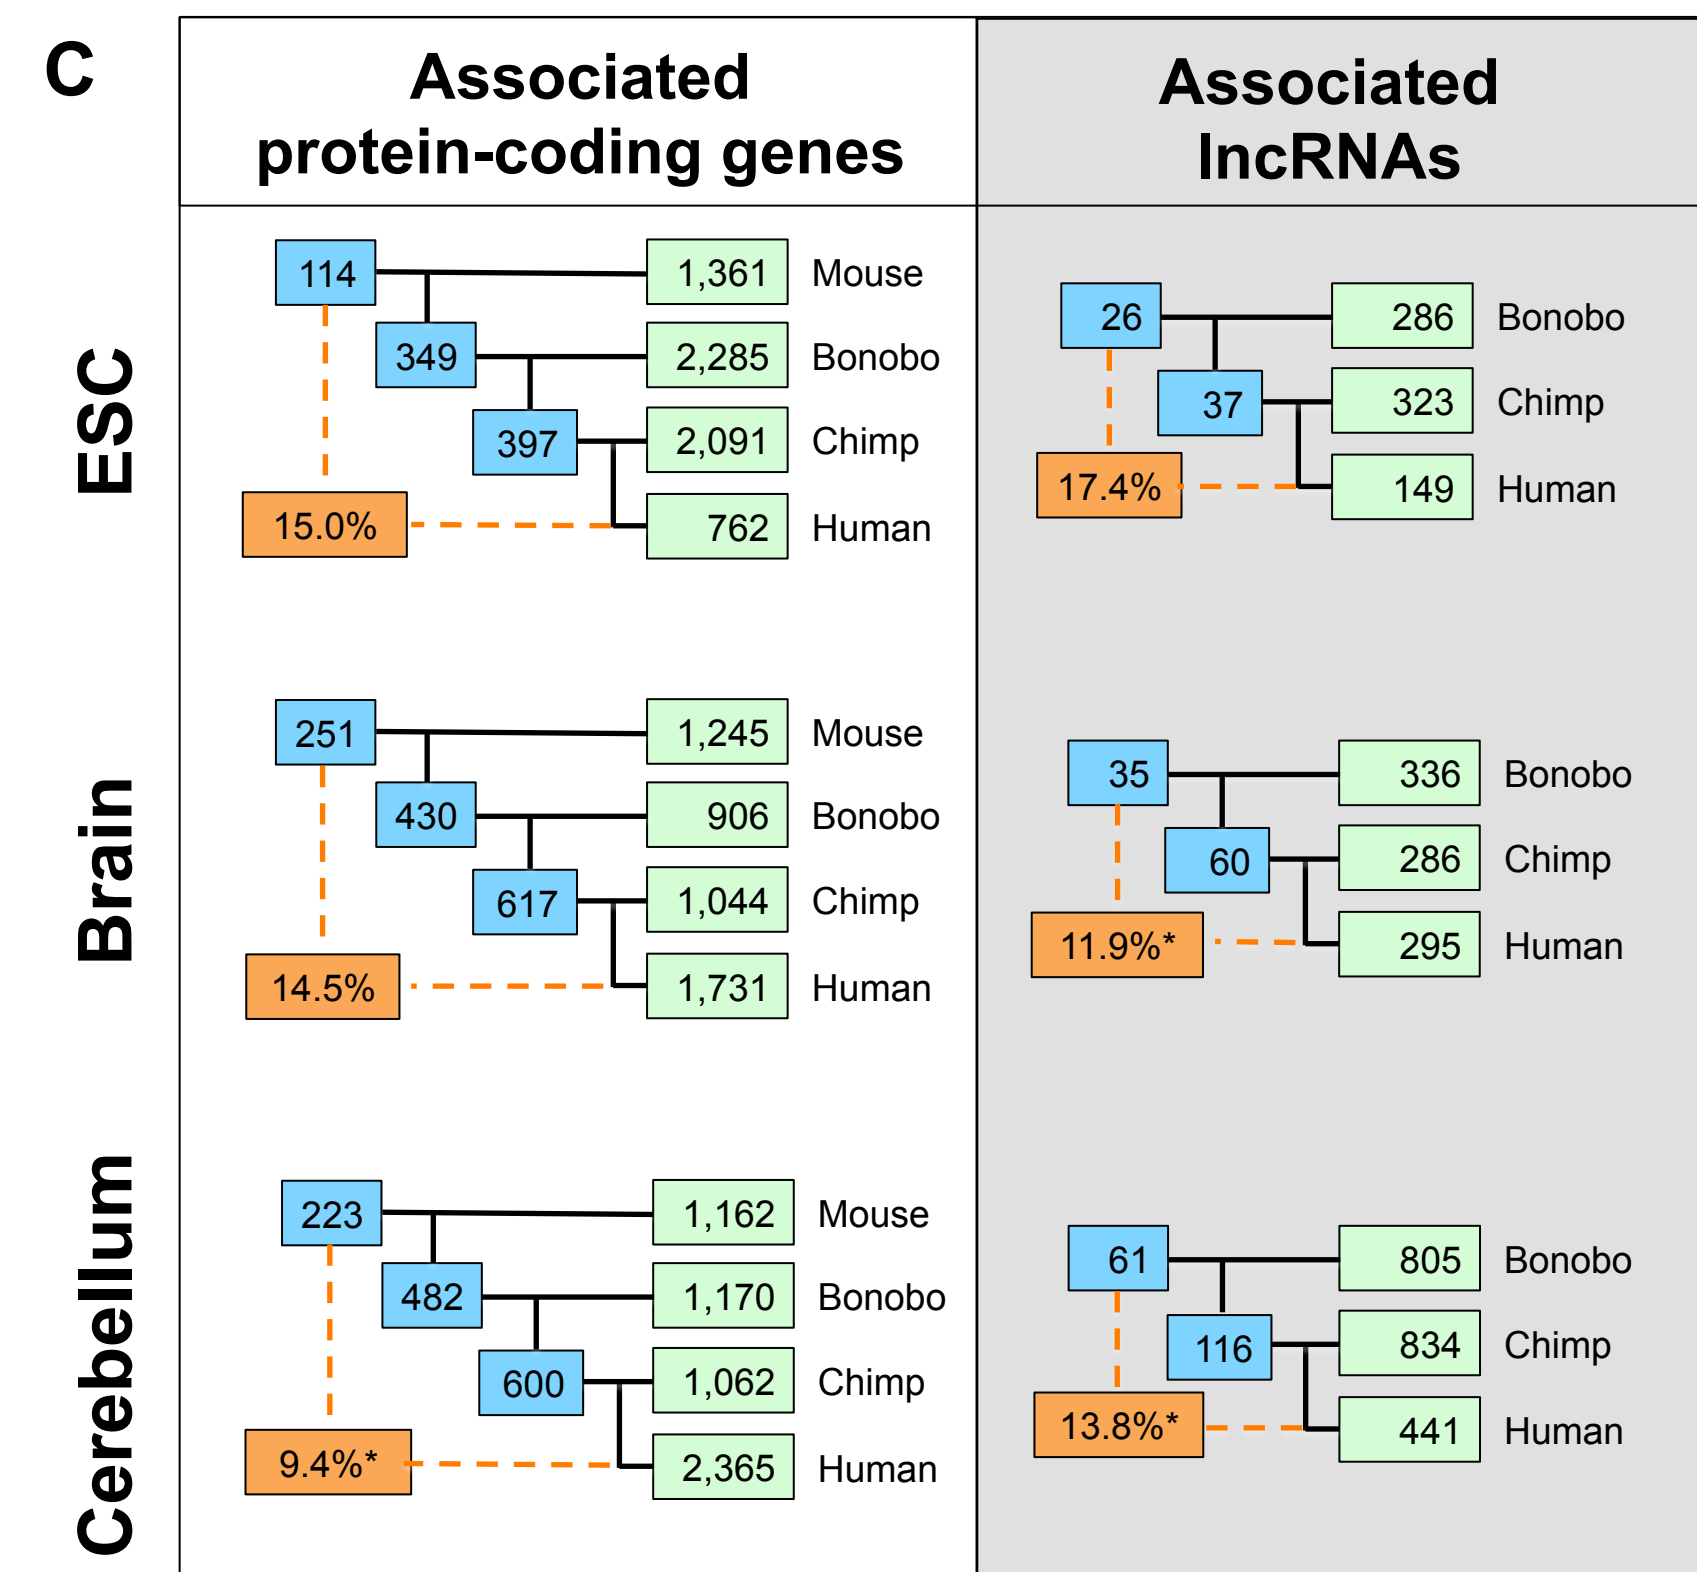 C
Associated
protein-coding genes
Associated
lncRNAs
ESC
114
1,361 Mouse
349
2,285 Bonobo
397
2,091 Chimp
15.0%
762 Human
26
286 Bonobo
37
323 Chimp
17.4%
149 Human
Brain
251
1,245 Mouse
430
906 Bonobo
617
1,044 Chimp
14.5%
1,731 Human
35
336 Bonobo
60
286 Chimp
11.9%*
295 Human
Cerebellum
223
1,162 Mouse
482
1,170 Bonobo
600
1,062 Chimp
9.4%*
2,365 Human
61
805 Bonobo
116
834 Chimp
13.8%*
441 Human